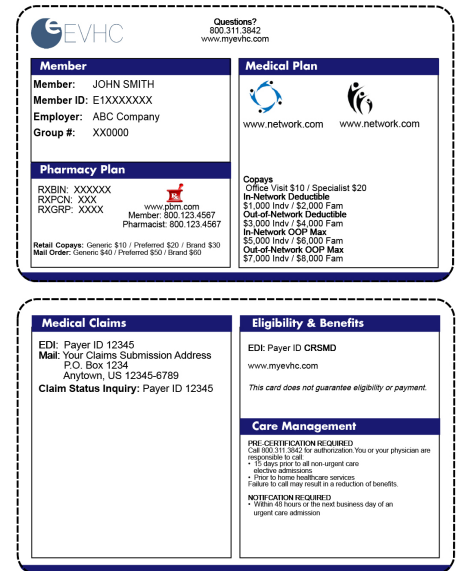 EVHC
Questions?
800.311.3842
www.myevhc.com
Member
Member: JOHN SMITH
Member ID: E1XXXXXXX
Employer: ABC Company
Group #: XX0000
Pharmacy Plan
RXBIN: XXXXXX
RXPCN: XXX
RXGRP: XXXX
www.pbm.com
Member: 800.123.4567
Pharmacist: 800.123.4567
Retail Copays: Generic $10 / Preferred $20 / Brand $30
Mail Order: Generic $40 / Preferred $50 / Brand $60
Medical Plan
www.network.com www.network.com
Copays
Office Visit $10 / Specialist $20
In-Network Deductible
$1,000 Indv / $2,000 Fam
Out-of-Network Deductible
$3,000 Indv / $4,000 Fam
In-Network OOP Max
$5,000 Indv / $6,000 Fam
Out-of-Network OOP Max
$7,000 Indv / $8,000 Fam
Medical Claims
EDI: Payer ID 12345
Mail: Your Claims Submission Address
P.O. Box 1234
Anytown, US 12345-6789
Claim Status Inquiry: Payer ID 12345
Eligibility & Benefits
EDI: Payer ID CRSMD
www.myevhc.com
This card does not guarantee eligibility or payment.
Care Management
PRE-CERTIFICATION REQUIRED
Call 800.311.3842 for authorization.You or your physician are
responsible to call:
• 15 days prior to all non-urgent care
elective admissions
• Prior to home healthcare services
Failure to call may result in a reduction of benefits.
NOTIFCATION REQUIRED
• Within 48 hours or the next business day of an
urgent care admission